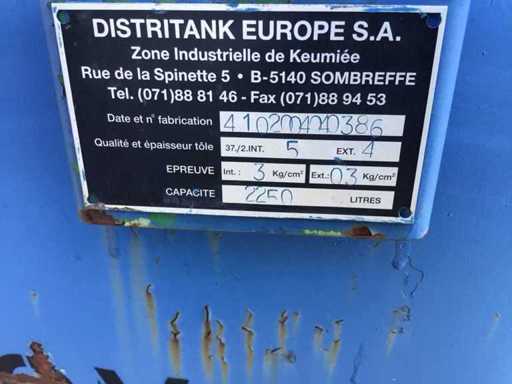 DISTRITANK EUROPE S.A.
Zone Industrielle de Keumiée
Rue de la Spinette 5 • B-5140 SOMBREFFE
Tel. (071)88 81 46 - Fax (071)88 94 53
Date et n° fabrication
Qualité et épaisseur tôle 37./2.INT. 5 EXT. 4
EPREUVE Int. : 3 Kg/cm² Ext.: 03 Kg/cm²
CAPACITE 2250 LITRES